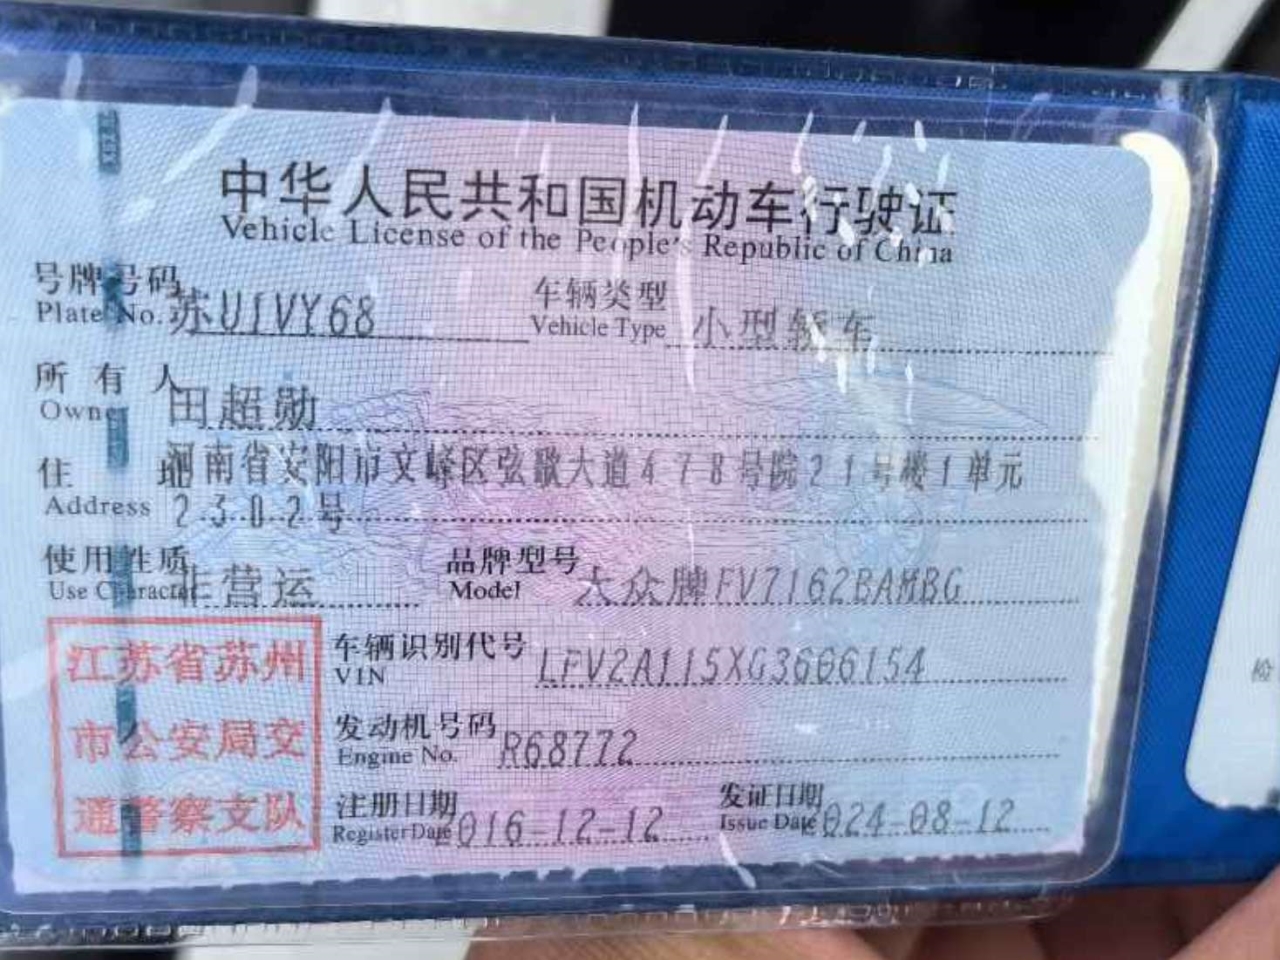 中华人民共和国机动车行驶证
Vehicle License of the People's Republic of China
号牌号码 苏U1VY68 车辆类型 小型轿车
Plate No. Vehicle Type
所有人 田超勋
Owner
住 址 河南省安阳市文峰区弦歌大道478号院21号楼1单元
Address 2302号
使用性质 非营运 品牌型号 大众牌FV7162BAMBG
Use Character Model
江苏省苏州
市公安局交
通警察支队
车辆识别代号 LFV2A115XG3666154
VIN
发动机号码 R68772
Engine No.
注册日期 2016-12-12 发证日期 2024-08-12
Register Date Issue Date
检